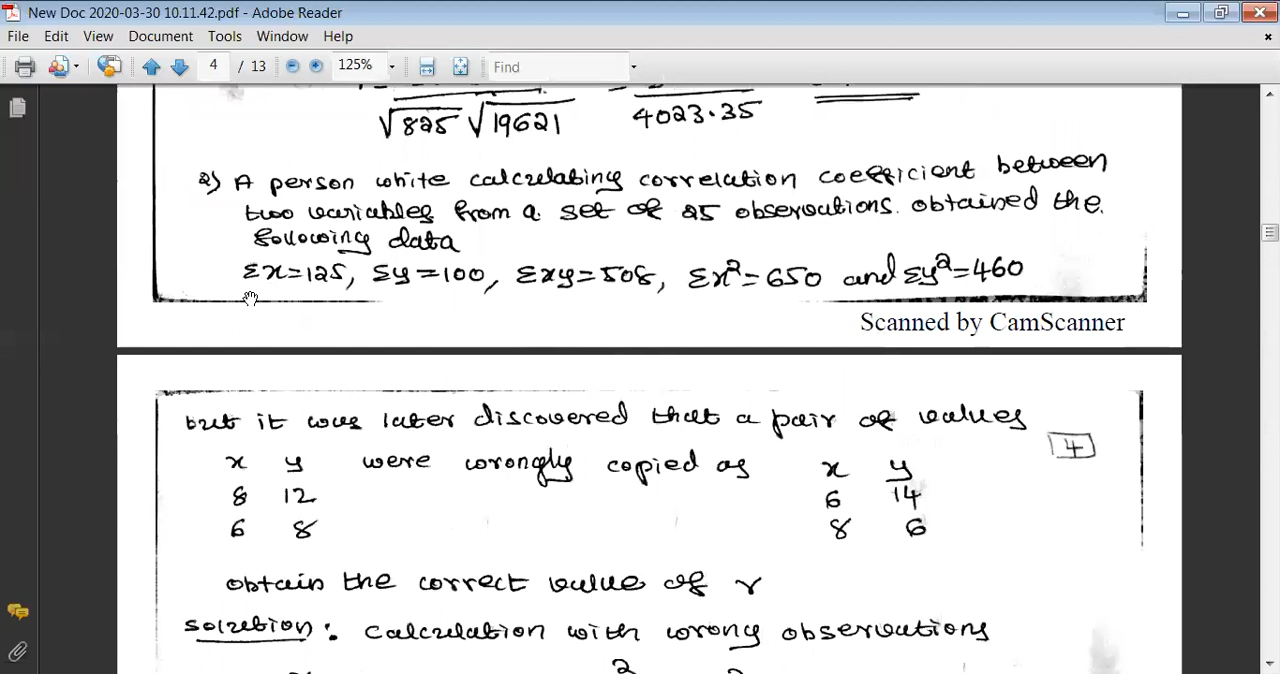 New Doc 2020-03-30 10.11.42.pdf - Adobe Reader
File Edit View Document Tools Window Help
4 / 13 125% Find
√825 √19621 4023.35
2) A person white calculating correlation coefficient between
two variables from a set of 25 observations. obtained the.
following data
Σx=125, Σy=100, Σxy=508, Σx²=650 and Σy²=460
Scanned by CamScanner
but it was later discovered that a pair of values
4
x y were wrongly copied as x y
8 12 6 14
6 8 8 6
obtain the correct value of r
solution: calculation with wrong observations